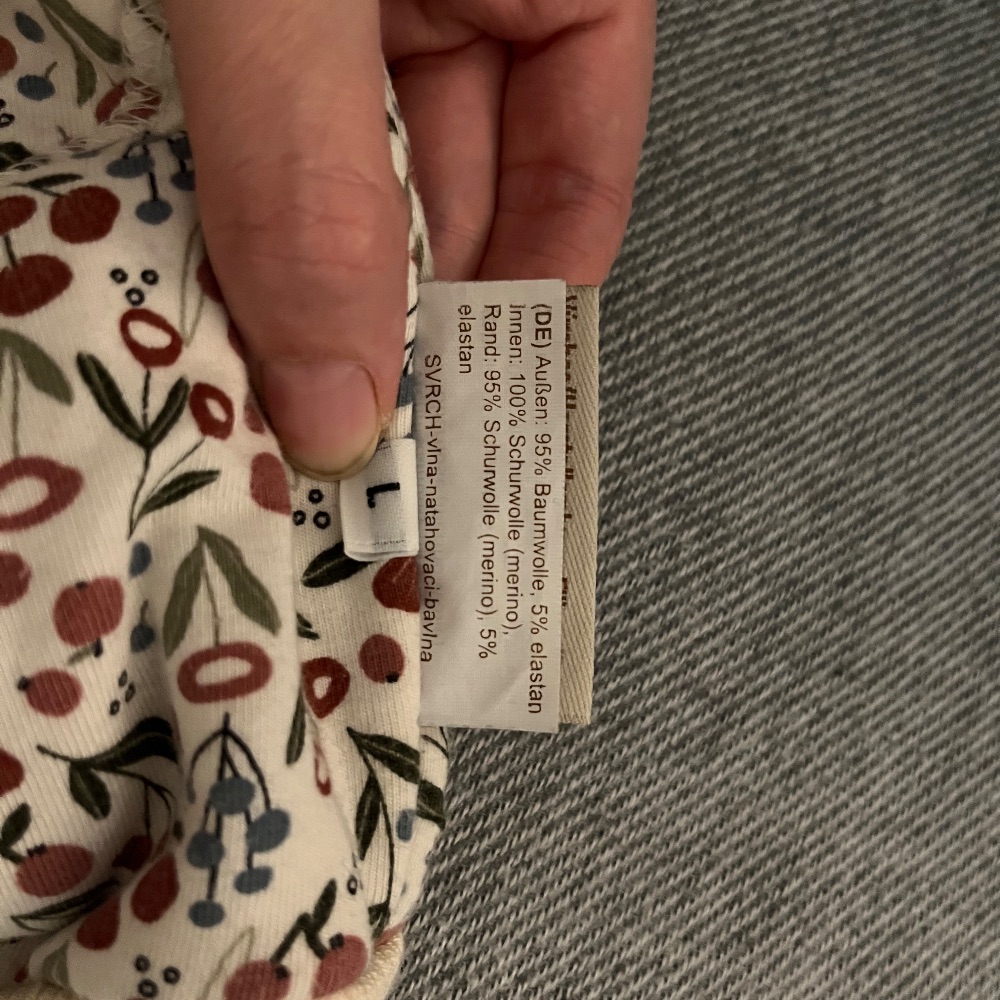 (DE) Außen: 95% Baumwolle, 5% elastan
Innen: 100% Schurwolle (merino),
Rand: 95% Schurwolle (merino), 5%
elastan
SVRCH-vlna-natahovaci-bavlna
L